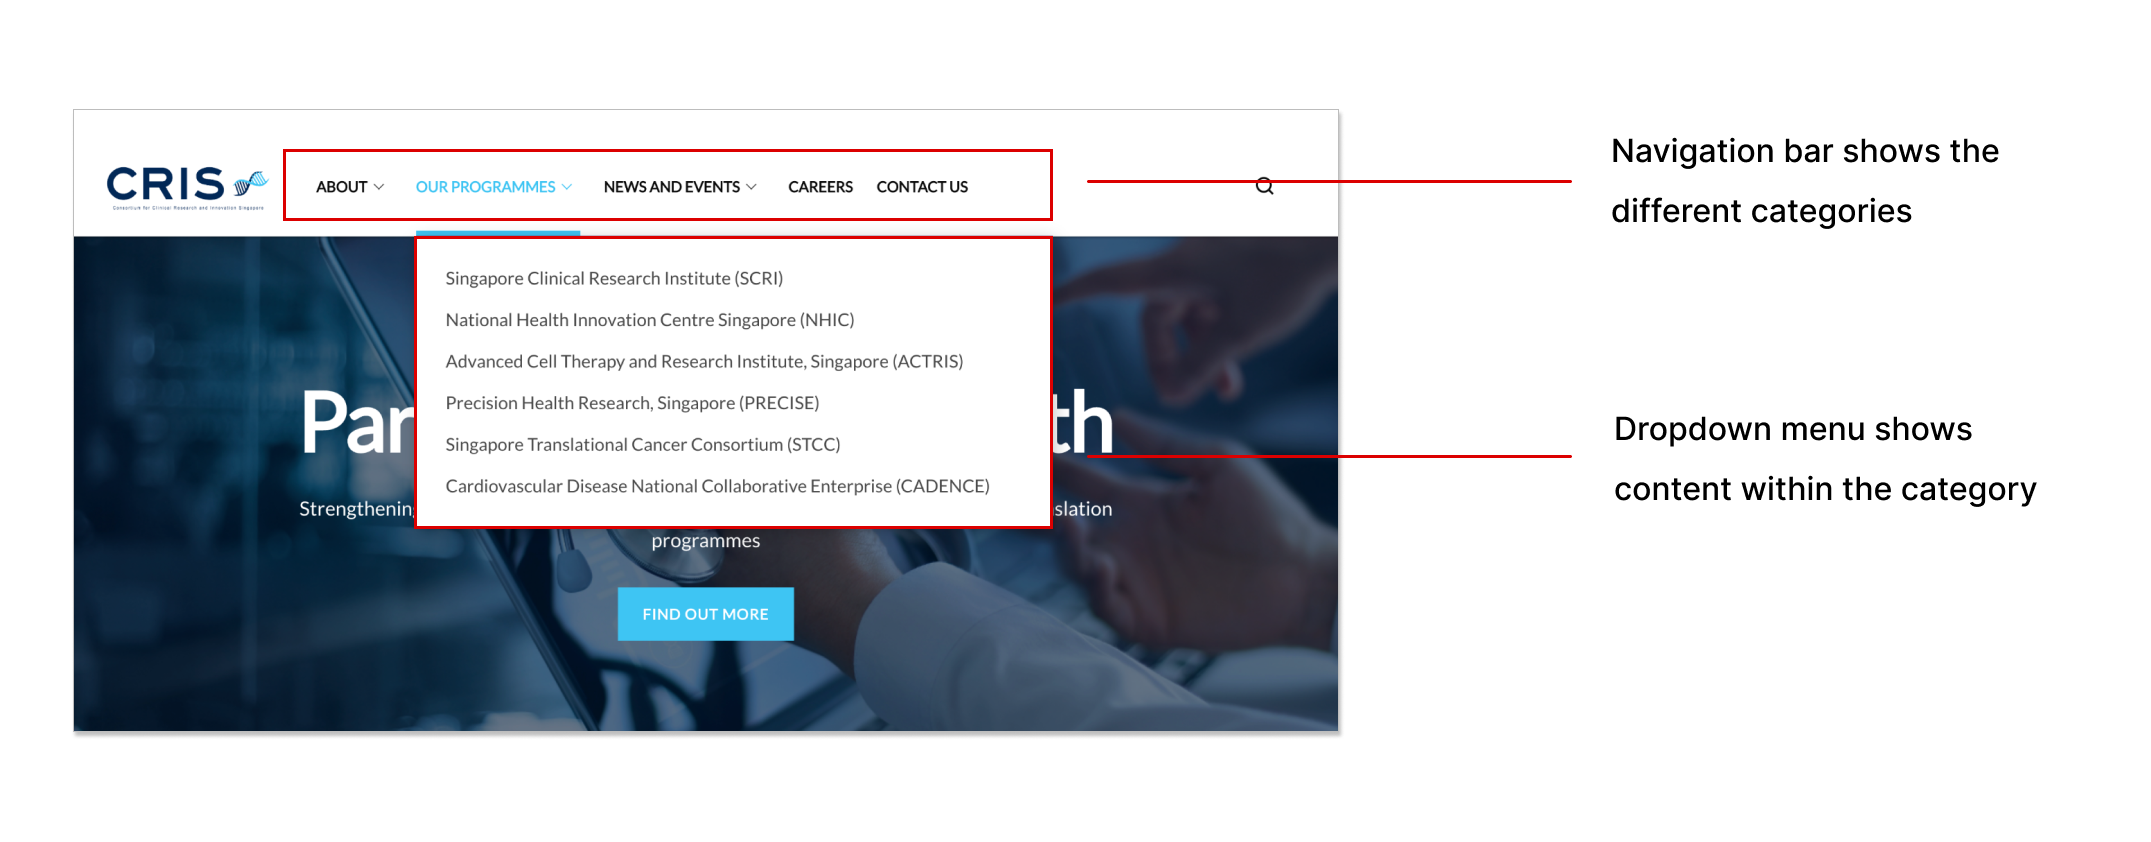 CRIS
Consortium for Clinical Research and Innovation Singapore
ABOUT
OUR PROGRAMMES
NEWS AND EVENTS
CAREERS
CONTACT US
Navigation bar shows the
different categories
Singapore Clinical Research Institute (SCRI)
National Health Innovation Centre Singapore (NHIC)
Advanced Cell Therapy and Research Institute, Singapore (ACTRIS)
Precision Health Research, Singapore (PRECISE)
Singapore Translational Cancer Consortium (STCC)
Cardiovascular Disease National Collaborative Enterprise (CADENCE)
Par th
Strengthening slation
programmes
FIND OUT MORE
Dropdown menu shows
content within the category